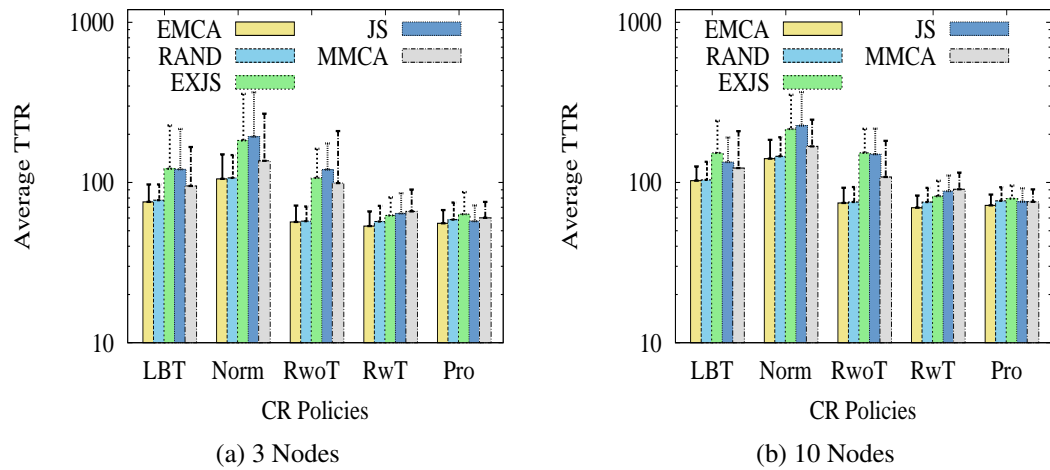 1000
100
10
Average TTR
EMCA
RAND
EXJS
JS
MMCA
LBT Norm RwoT RwT Pro
CR Policies
(a) 3 Nodes
1000
100
10
Average TTR
EMCA
RAND
EXJS
JS
MMCA
LBT Norm RwoT RwT Pro
CR Policies
(b) 10 Nodes